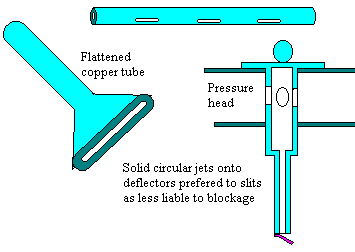 Flattened
copper tube
Pressure
head
Solid circular jets onto
deflectors prefered to slits
as less liable to blockage